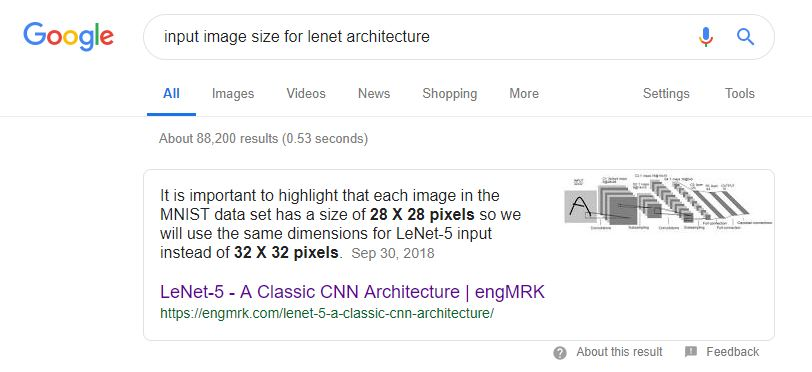 Google
input image size for lenet architecture
All Images Videos News Shopping More Settings Tools
About 88,200 results (0.53 seconds)
It is important to highlight that each image in the
MNIST data set has a size of 28 X 28 pixels so we
will use the same dimensions for LeNet-5 input
instead of 32 X 32 pixels. Sep 30, 2018
A
LeNet-5 - A Classic CNN Architecture | engMRK
https://engmrk.com/lenet-5-a-classic-cnn-architecture/
About this result Feedback